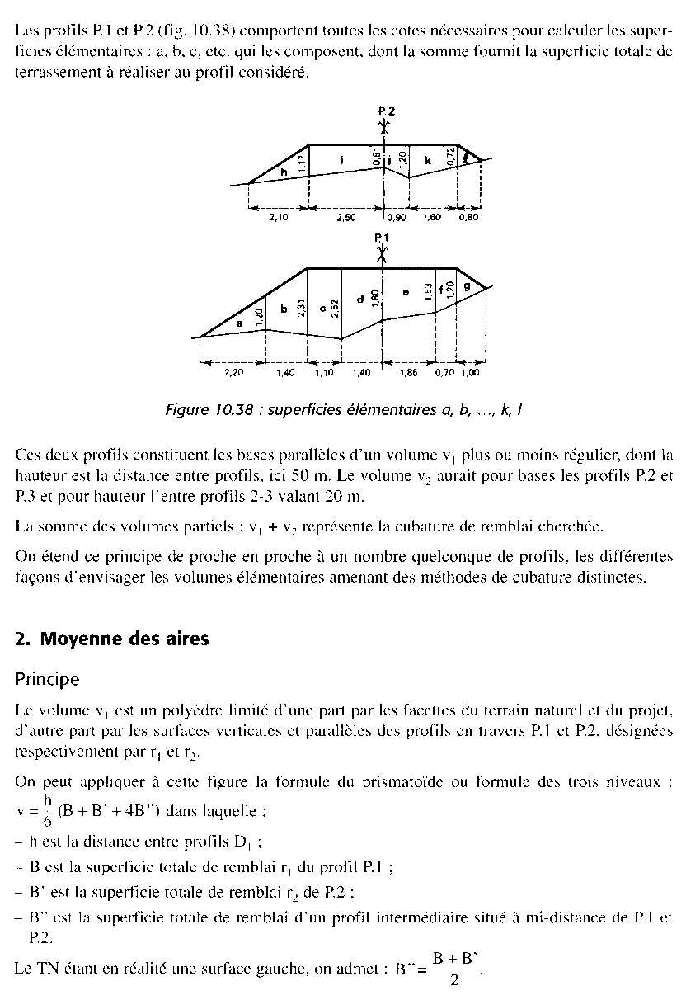 Les profils P.1 et P.2 (fig. 10.38) comportent toutes les cotes nécessaires pour calculer les super-
ficies élémentaires : a, b, c, etc. qui les composent, dont la somme fournit la superficie totale de
terrassement à réaliser au profil considéré.
P.2
h 1,17 i 0,81 j 1,20 k 0,72 ℓ
2,10 2,50 0,90 1,60 0,80
P.1
a 1,20 b 2,31 c 2,52 d 1,80 e 1,53 f 1,20 g
2,20 1,40 1,10 1,40 1,86 0,70 1,00
Figure 10.38 : superficies élémentaires a, b, ..., k, l
Ces deux profils constituent les bases parallèles d'un volume v₁ plus ou moins régulier, dont la
hauteur est la distance entre profils, ici 50 m. Le volume v₂ aurait pour bases les profils P.2 et
P.3 et pour hauteur l'entre profils 2-3 valant 20 m.
La somme des volumes partiels : v₁ + v₂ représente la cubature de remblai cherchée.
On étend ce principe de proche en proche à un nombre quelconque de profils, les différentes
façons d'envisager les volumes élémentaires amenant des méthodes de cubature distinctes.
2. Moyenne des aires
Principe
Le volume v₁ est un polyèdre limité d'une part par les facettes du terrain naturel et du projet,
d'autre part par les surfaces verticales et parallèles des profils en travers P.1 et P.2, désignées
respectivement par r₁ et r₂.
On peut appliquer à cette figure la formule du prismatoïde ou formule des trois niveaux :
v = h/6 (B + B' + 4B'') dans laquelle :
– h est la distance entre profils D₁ ;
– B est la superficie totale de remblai r₁ du profil P.1 ;
– B' est la superficie totale de remblai r₂ de P.2 ;
– B'' est la superficie totale de remblai d'un profil intermédiaire situé à mi-distance de P.1 et
P.2.
Le TN étant en réalité une surface gauche, on admet : B'' = (B + B')/2 .